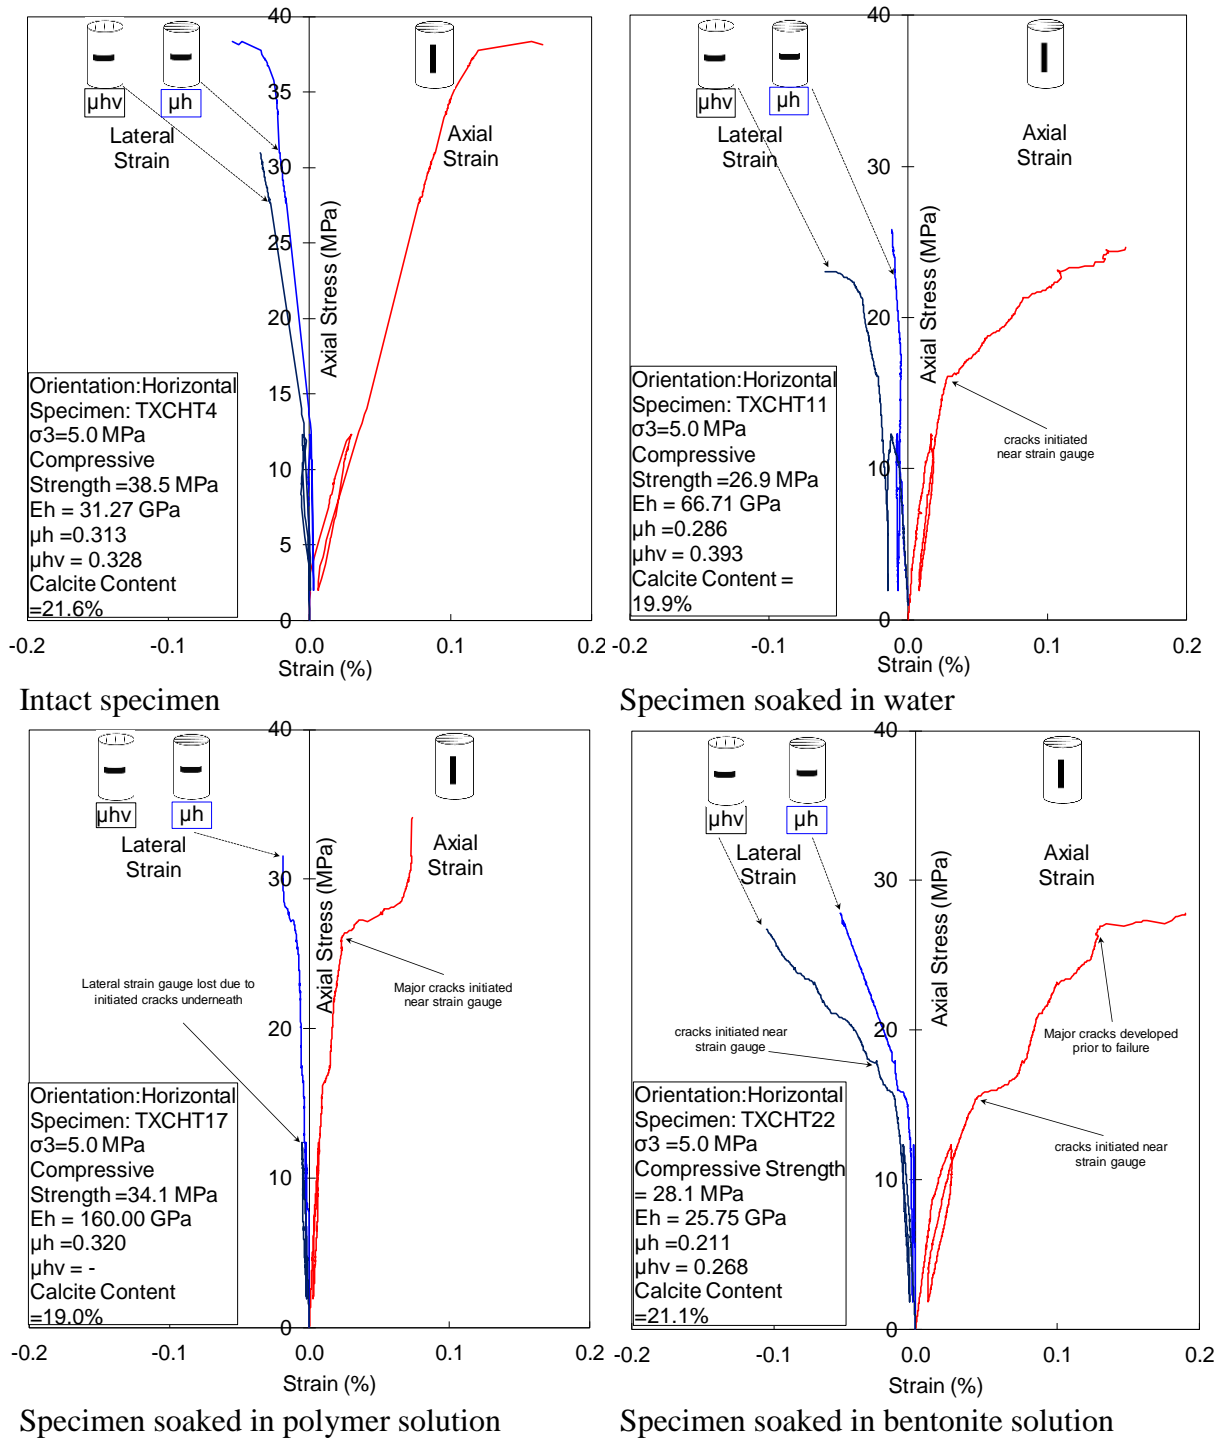 40
35
30
25
20
15
10
5
0
-0.2
-0.1
0.0
0.1
0.2
Strain (%)
Axial Stress (MPa)
µhv
µh
Lateral
Strain
Axial
Strain
Orientation:Horizontal
Specimen: TXCHT4
σ3=5.0 MPa
Compressive
Strength =38.5 MPa
Eh = 31.27 GPa
µh =0.313
µhv = 0.328
Calcite Content
=21.6%
Intact specimen
40
30
20
10
0
-0.2
-0.1
0.0
0.1
0.2
Strain (%)
Axial Stress (MPa)
µhv
µh
Lateral
Strain
Axial
Strain
cracks initiated
near strain gauge
Orientation:Horizontal
Specimen: TXCHT11
σ3=5.0 MPa
Compressive
Strength =26.9 MPa
Eh = 66.71 GPa
µh =0.286
µhv = 0.393
Calcite Content =
19.9%
Specimen soaked in water
40
30
20
10
0
-0.2
-0.1
0.0
0.1
0.2
Strain (%)
Axial Stress (MPa)
µhv
µh
Lateral
Strain
Axial
Strain
Lateral strain gauge lost due to
initiated cracks underneath
Major cracks initiated
near strain gauge
Orientation:Horizontal
Specimen: TXCHT17
σ3=5.0 MPa
Compressive
Strength =34.1 MPa
Eh = 160.00 GPa
µh =0.320
µhv = -
Calcite Content
=19.0%
Specimen soaked in polymer solution
40
30
20
10
0
-0.2
-0.1
0.0
0.1
0.2
Strain (%)
Axial Stress (MPa)
µhv
µh
Lateral
Strain
Axial
Strain
cracks initiated near
strain gauge
Major cracks developed
prior to failure
cracks initiated near
strain gauge
Orientation:Horizontal
Specimen: TXCHT22
σ3 =5.0 MPa
Compressive Strength
= 28.1 MPa
Eh = 25.75 GPa
µh =0.211
µhv = 0.268
Calcite Content
=21.1%
Specimen soaked in bentonite solution